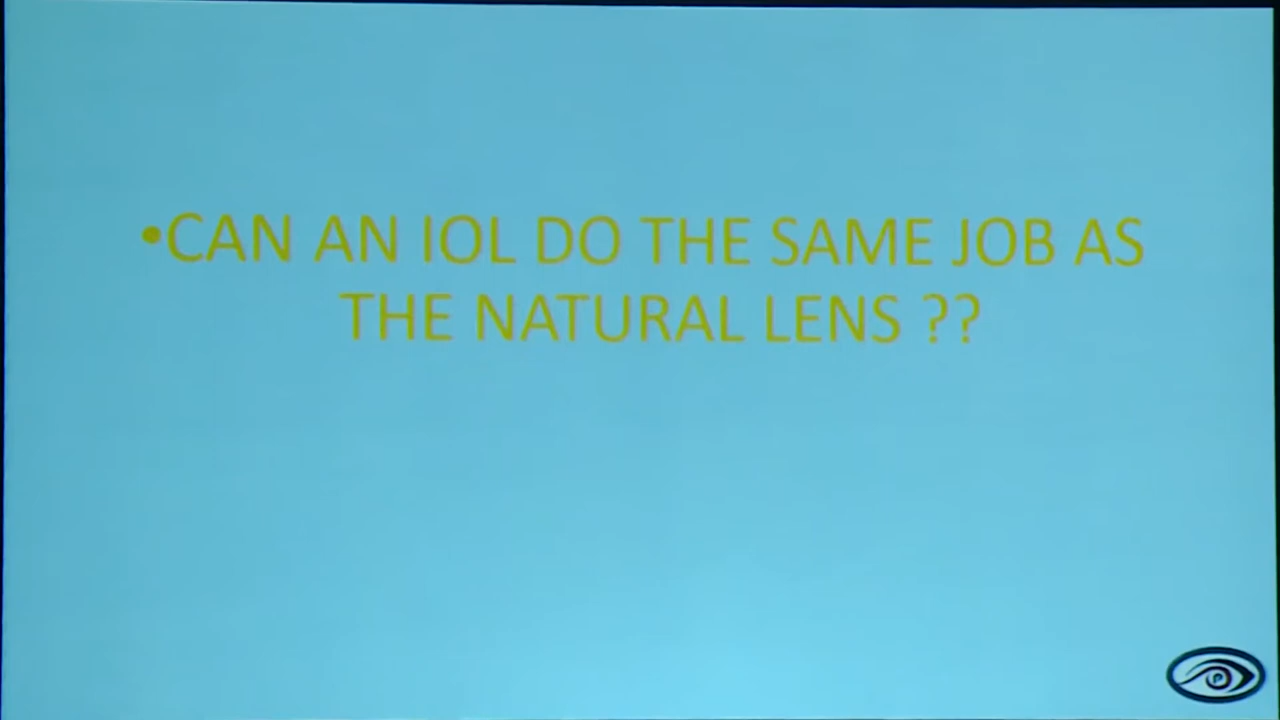 •CAN AN IOL DO THE SAME JOB AS
THE NATURAL LENS ??